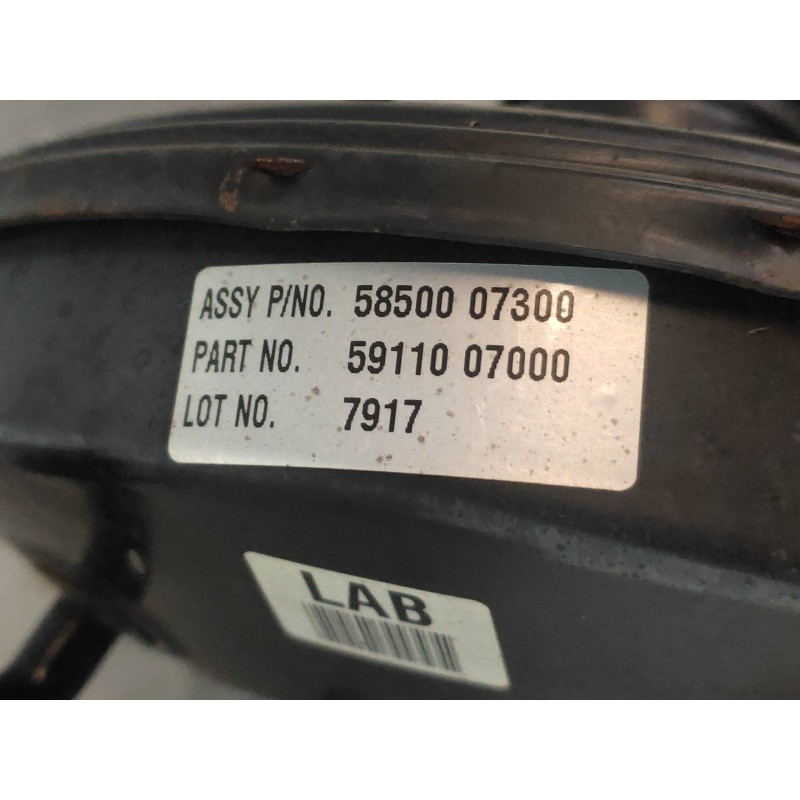 ASSY P/NO. 58500 07300
PART NO. 59110 07000
LOT NO. 7917
LAB